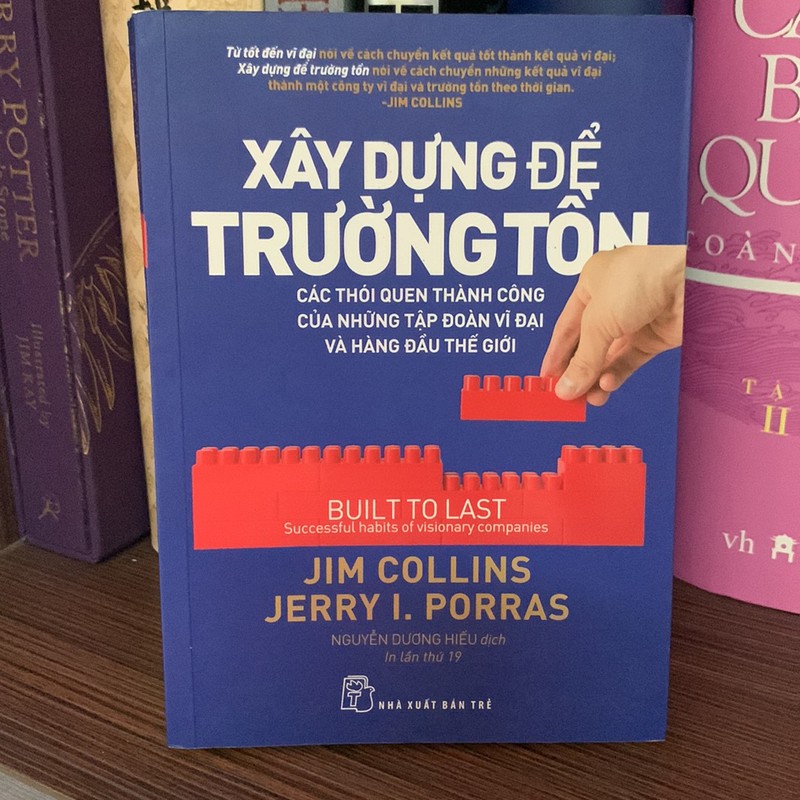 Từ tốt đến vĩ đại nói về cách chuyển kết quả tốt thành kết quả vĩ đại;
Xây dựng để trường tồn nói về cách chuyển những kết quả vĩ đại
thành một công ty vĩ đại và trường tồn theo thời gian.
-JIM COLLINS
XÂY DỰNG ĐỂ
TRƯỜNG TỒN
CÁC THÓI QUEN THÀNH CÔNG
CỦA NHỮNG TẬP ĐOÀN VĨ ĐẠI
VÀ HÀNG ĐẦU THẾ GIỚI
BUILT TO LAST
Successful habits of visionary companies
JIM COLLINS
JERRY I. PORRAS
NGUYỄN DƯƠNG HIẾU dịch
In lần thứ 19
NHÀ XUẤT BẢN TRẺ
POTTER
Stone
Illustrated by
JIM KAY
TOÀN
II
vh